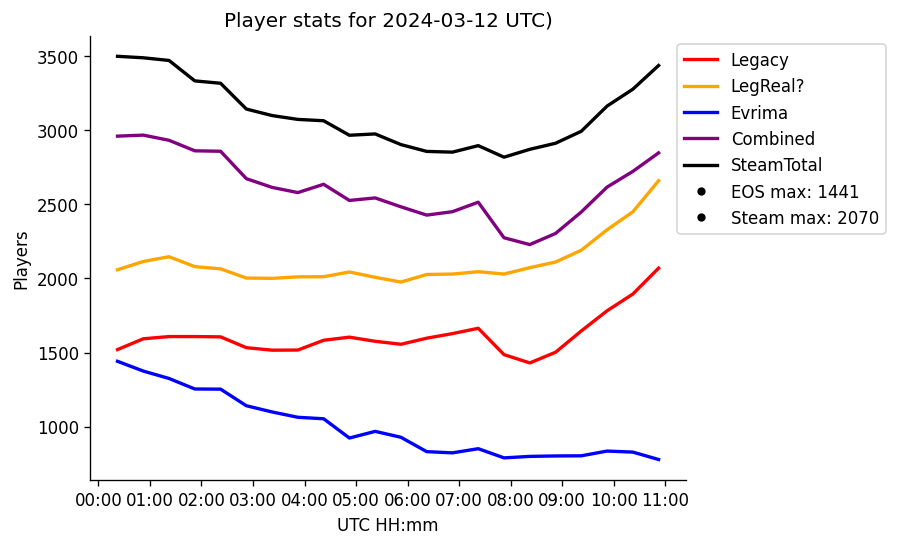 Player stats for 2024-03-12 UTC)
3500
3000
2500
2000
1500
1000
Players
00:00 01:00 02:00 03:00 04:00 05:00 06:00 07:00 08:00 09:00 10:00 11:00
UTC HH:mm
Legacy
LegReal?
Evrima
Combined
SteamTotal
EOS max: 1441
Steam max: 2070